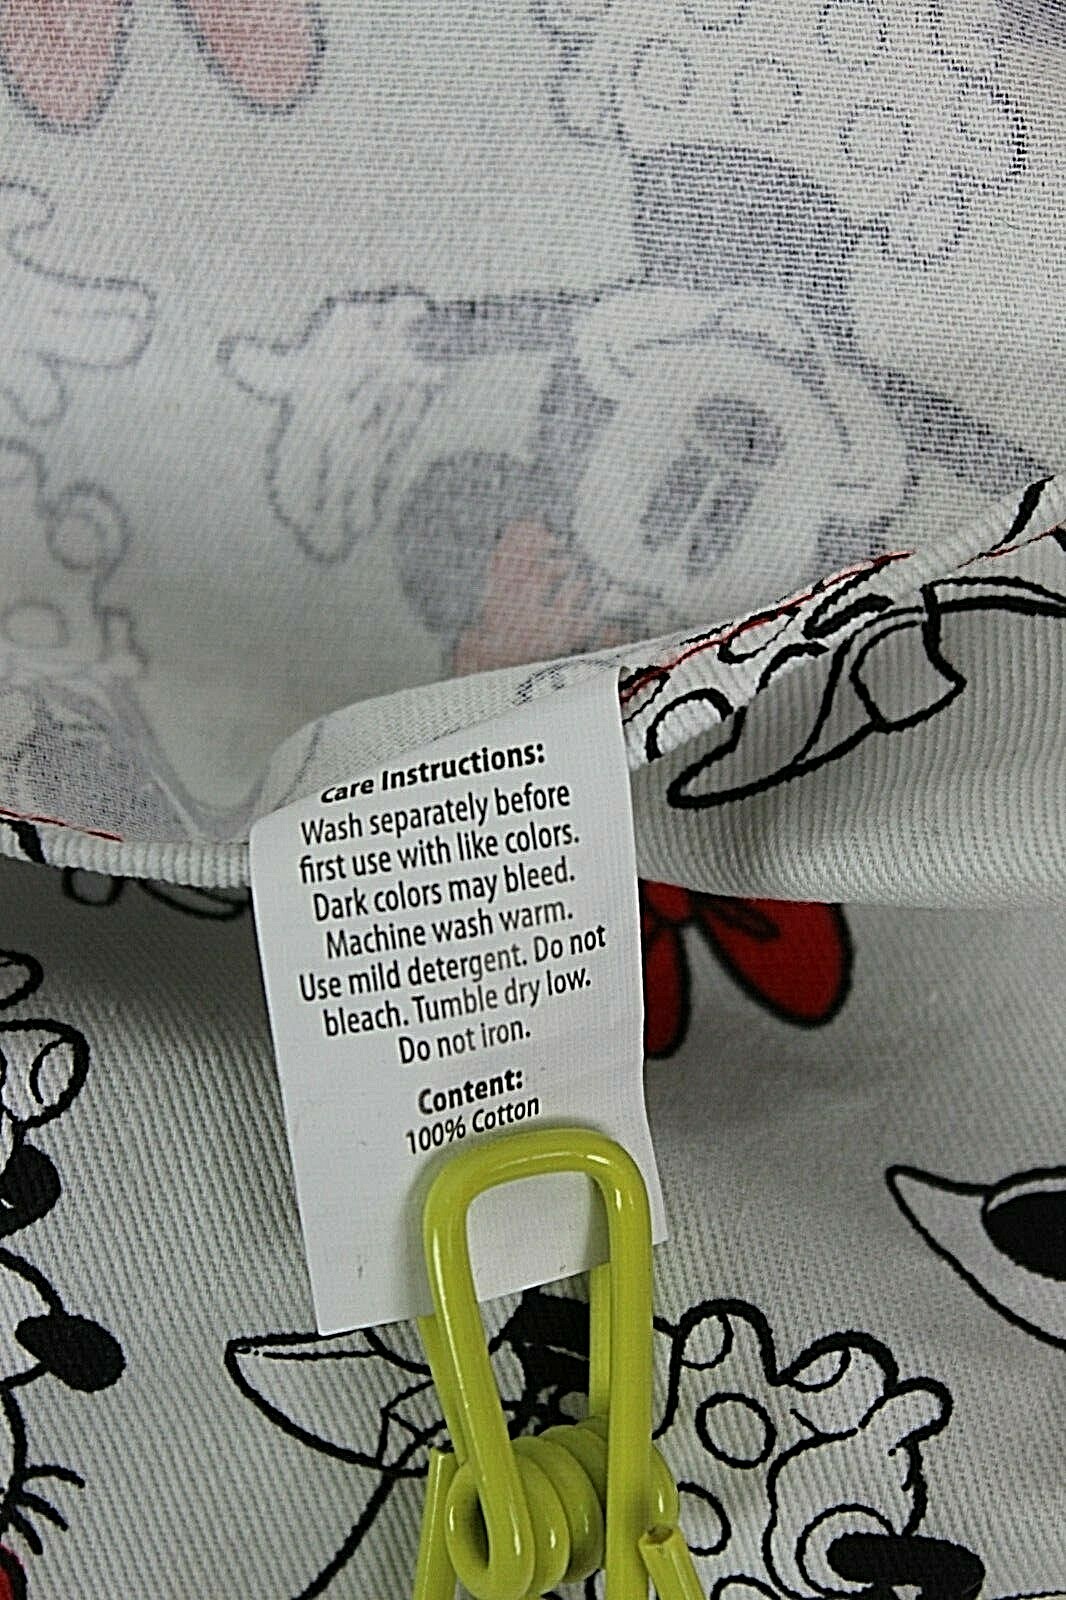 Care Instructions:
Wash separately before
first use with like colors.
Dark colors may bleed.
Machine wash warm.
Use mild detergent. Do not
bleach. Tumble dry low.
Do not iron.
Content:
100% Cotton